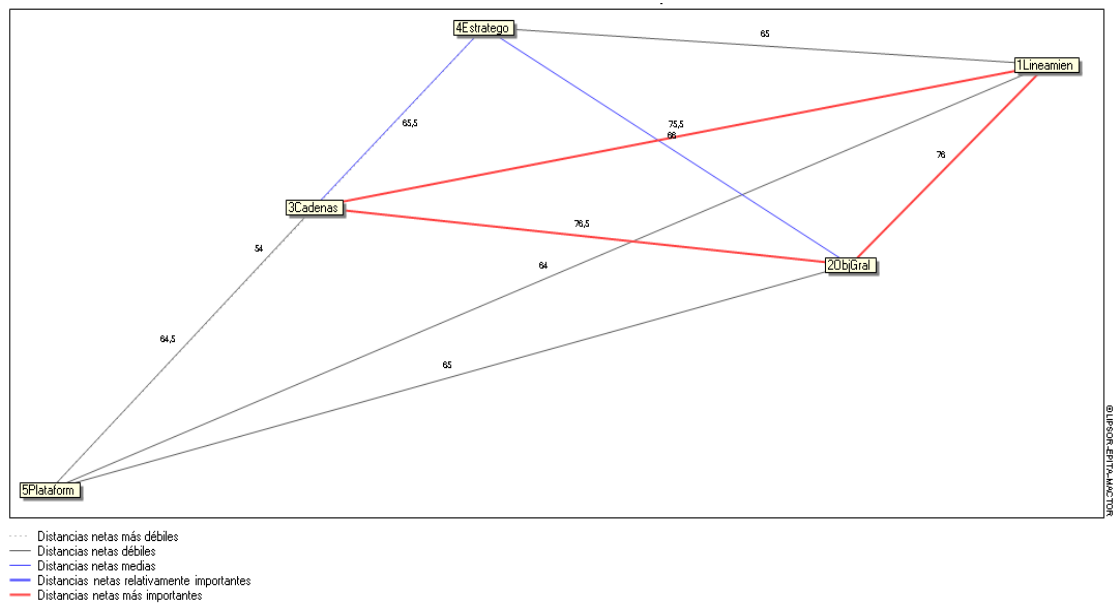 4Estratego
65
1Lineamien
65,5
75,5
66
76
3Cadenas
76,5
54
64
2ObjGral
64,5
65
5Plataform
©LIPSOR-EPITA-MACTOR
Distancias netas más débiles
Distancias netas débiles
Distancias netas medias
Distancias netas relativamente importantes
Distancias netas más importantes